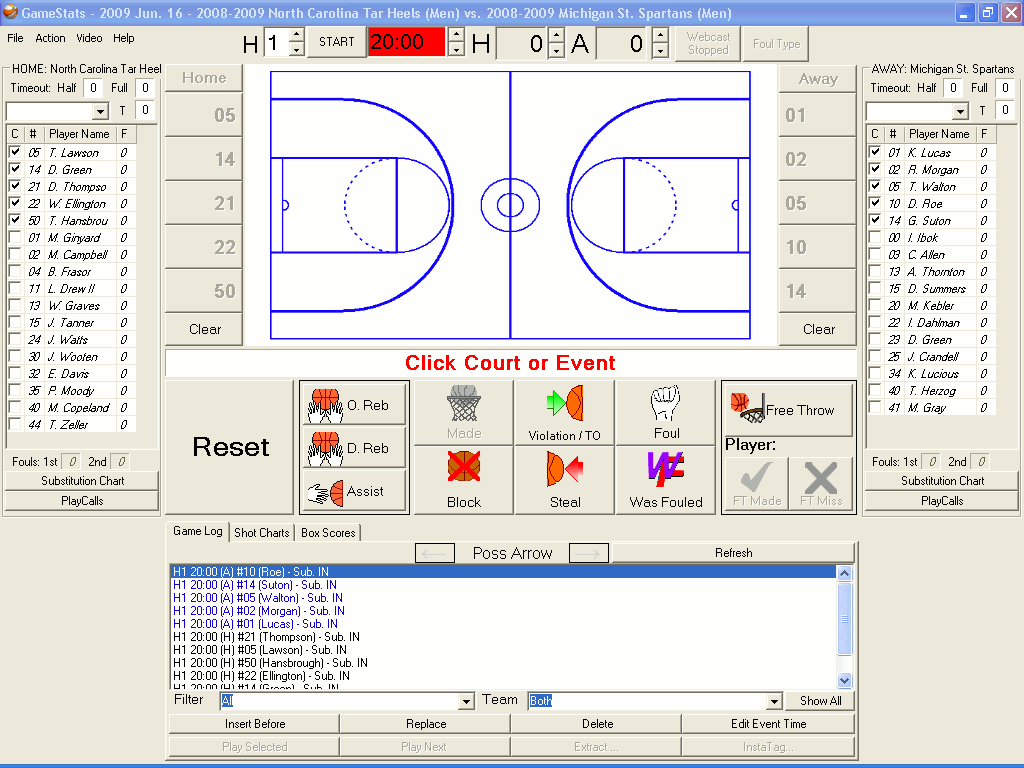 GameStats - 2009 Jun. 16 - 2008-2009 North Carolina Tar Heels (Men) vs. 2008-2009 Michigan St. Spartans (Men)
File Action Video Help
H 1 START 20:00 H 0 A 0 Webcast Stopped Foul Type
HOME: North Carolina Tar Heel
Timeout: Half 0 Full 0
T 0
C # Player Name F
05 T. Lawson 0
14 D. Green 0
21 D. Thompso 0
22 W. Ellington 0
50 T. Hansbrou 0
01 M. Ginyard 0
02 M. Campbell 0
04 B. Frasor 0
11 L. Drew II 0
13 W. Graves 0
15 J. Tanner 0
24 J. Watts 0
30 J. Wooten 0
32 E. Davis 0
35 P. Moody 0
40 M. Copeland 0
44 T. Zeller 0
Fouls: 1st 0 2nd 0
Substitution Chart
PlayCalls
Home
05
14
21
22
50
Clear
Away
01
02
05
10
14
Clear
AWAY: Michigan St. Spartans
Timeout: Half 0 Full 0
T 0
C # Player Name F
01 K. Lucas 0
02 R. Morgan 0
05 T. Walton 0
10 D. Roe 0
14 G. Suton 0
00 I. Ibok 0
03 C. Allen 0
13 A. Thornton 0
15 D. Summers 0
20 M. Kebler 0
22 I. Dahlman 0
23 D. Green 0
25 J. Crandell 0
34 K. Lucious 0
40 T. Herzog 0
41 M. Gray 0
Fouls: 1st 0 2nd 0
Substitution Chart
PlayCalls
Click Court or Event
Reset
O. Reb
D. Reb
Assist
Made
Violation / TO
Foul
Block
Steal
Was Fouled
Free Throw
Player:
FT Made FT Miss
Game Log Shot Charts Box Scores
Poss Arrow Refresh
H1 20:00 (A) #10 (Roe) - Sub. IN
H1 20:00 (A) #14 (Suton) - Sub. IN
H1 20:00 (A) #05 (Walton) - Sub. IN
H1 20:00 (A) #02 (Morgan) - Sub. IN
H1 20:00 (A) #01 (Lucas) - Sub. IN
H1 20:00 (H) #21 (Thompson) - Sub. IN
H1 20:00 (H) #05 (Lawson) - Sub. IN
H1 20:00 (H) #50 (Hansbrough) - Sub. IN
H1 20:00 (H) #22 (Ellington) - Sub. IN
H1 20:00 (H) #14 (Green) - Sub. IN
Filter All Team Both Show All
Insert Before Replace Delete Edit Event Time
Play Selected Play Next Extract ... InstaTag...